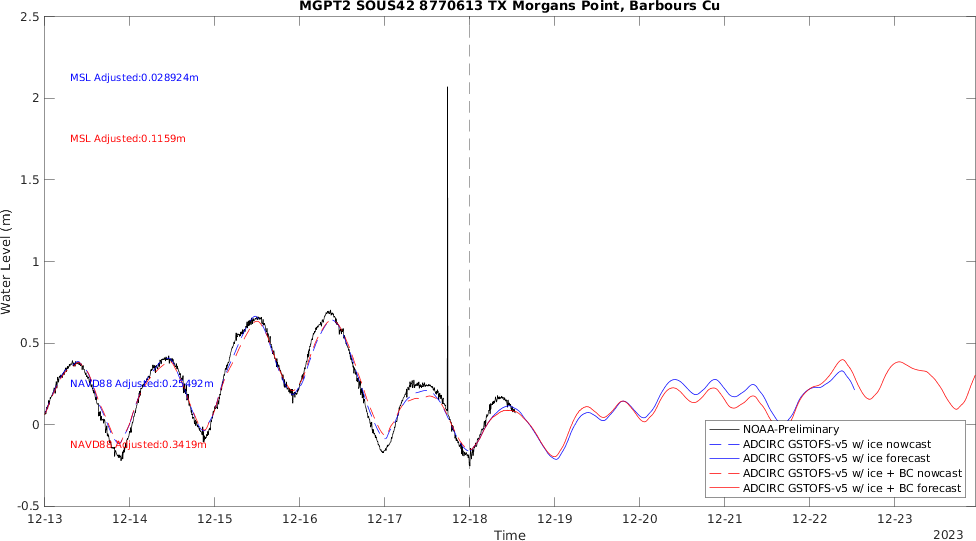 MGPT2 SOUS42 8770613 TX Morgans Point, Barbours Cu
2.5
2
1.5
1
0.5
0
-0.5
Water Level (m)
MSL Adjusted:0.028924m
MSL Adjusted:0.1159m
NAVD88 Adjusted:0.25492m
NAVD88 Adjusted:0.3419m
NOAA-Preliminary
ADCIRC GSTOFS-v5 w/ ice nowcast
ADCIRC GSTOFS-v5 w/ ice forecast
ADCIRC GSTOFS-v5 w/ ice + BC nowcast
ADCIRC GSTOFS-v5 w/ ice + BC forecast
12-13 12-14 12-15 12-16 12-17 12-18 12-19 12-20 12-21 12-22 12-23
Time
2023